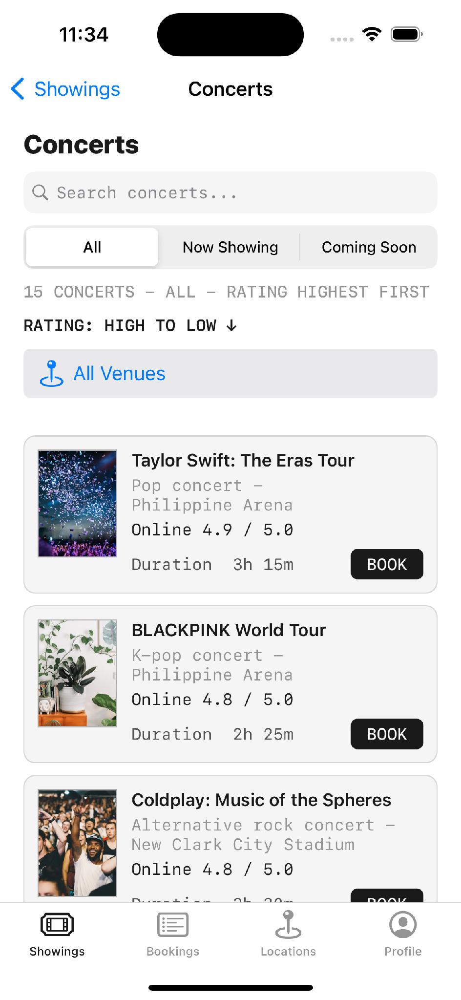 11:34
Showings
Concerts
Concerts
Search concerts...
All
Now Showing
Coming Soon
15 CONCERTS – ALL – RATING HIGHEST FIRST
RATING: HIGH TO LOW ↓
All Venues
Taylor Swift: The Eras Tour
Pop concert –
Philippine Arena
Online 4.9 / 5.0
Duration 3h 15m
BOOK
BLACKPINK World Tour
K-pop concert –
Philippine Arena
Online 4.8 / 5.0
Duration 2h 25m
BOOK
Coldplay: Music of the Spheres
Alternative rock concert –
New Clark City Stadium
Online 4.8 / 5.0
Duration
BOOK
Showings
Bookings
Locations
Profile